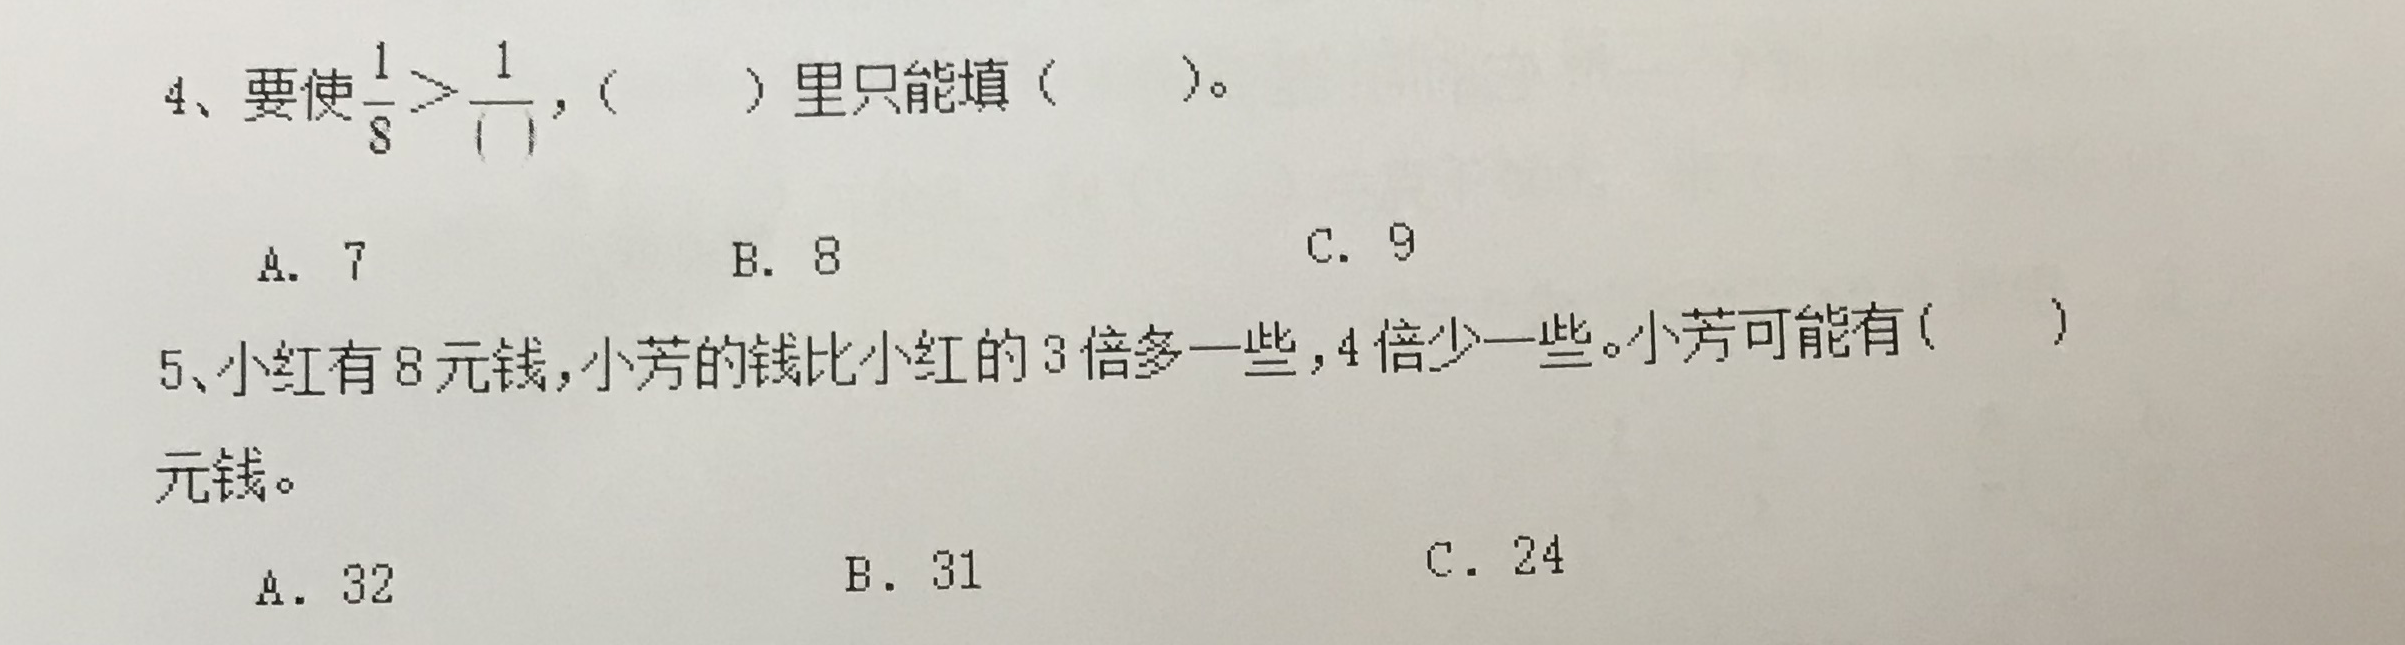 4、要使1/8＞1/( )，(    )里只能填(    )。
A. 7    B. 8    C. 9
5、小红有8元钱，小芳的钱比小红的3倍多一些，4倍少一些。小芳可能有(    )
元钱。
A. 32    B. 31    C. 24